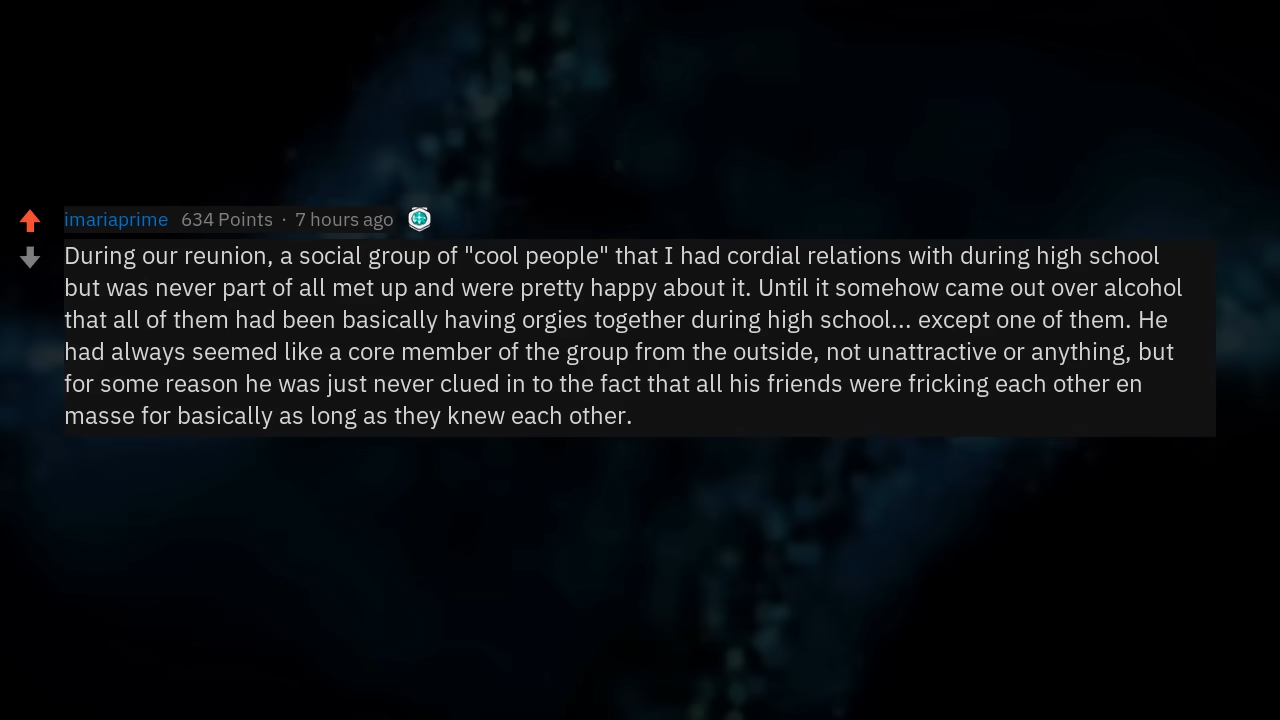 imariaprime 634 Points · 7 hours ago
During our reunion, a social group of "cool people" that I had cordial relations with during high school
but was never part of all met up and were pretty happy about it. Until it somehow came out over alcohol
that all of them had been basically having orgies together during high school... except one of them. He
had always seemed like a core member of the group from the outside, not unattractive or anything, but
for some reason he was just never clued in to the fact that all his friends were fricking each other en
masse for basically as long as they knew each other.